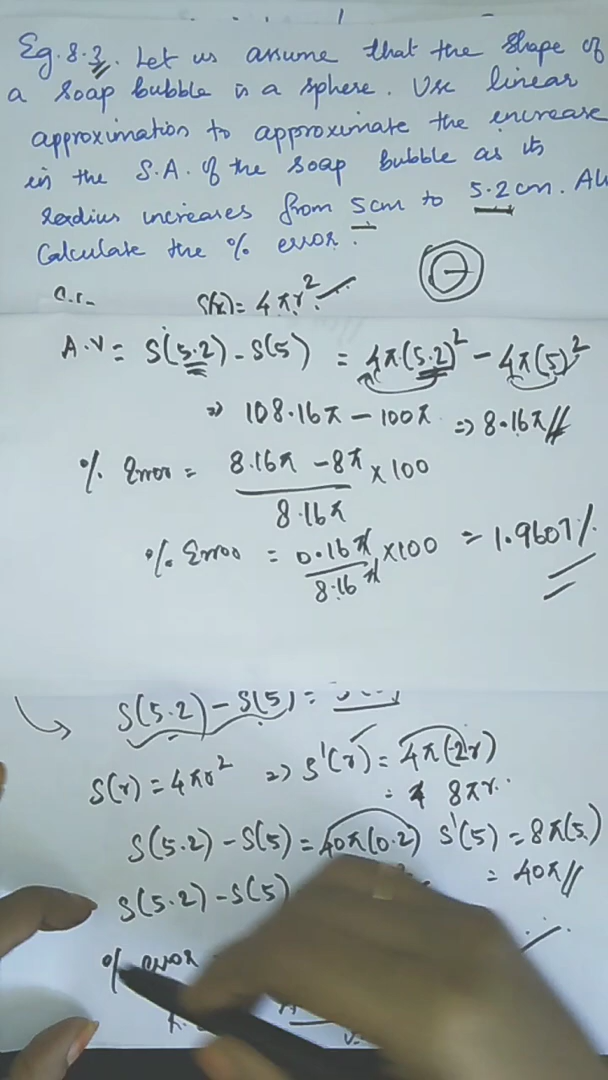 Eg. 8.3. Let us assume that the shape of
a soap bubble is a sphere. Use linear
approximation to approximate the encrease
in the S.A. of the soap bubble as its
radius increases from 5cm to 5.2cm.
Calculate the % error.
S(r) = 4πr²
A.V = S(5.2) - S(5) = 4π(5.2)² - 4π(5)²
⇒ 108.16π - 100π ⇒ 8.16π//
% Error = (8.16π - 8π)/8.16π × 100
% Error = 0.16π/8.16π × 100 = 1.9607%
S(5.2) - S(5) =
S(r) = 4πr² ⇒ S'(r) = 4π(2r)
= 8πr.
S(5.2) - S(5) = 40π(0.2) S'(5) = 8π(5)
S(5.2) - S(5) = 40π//
% error